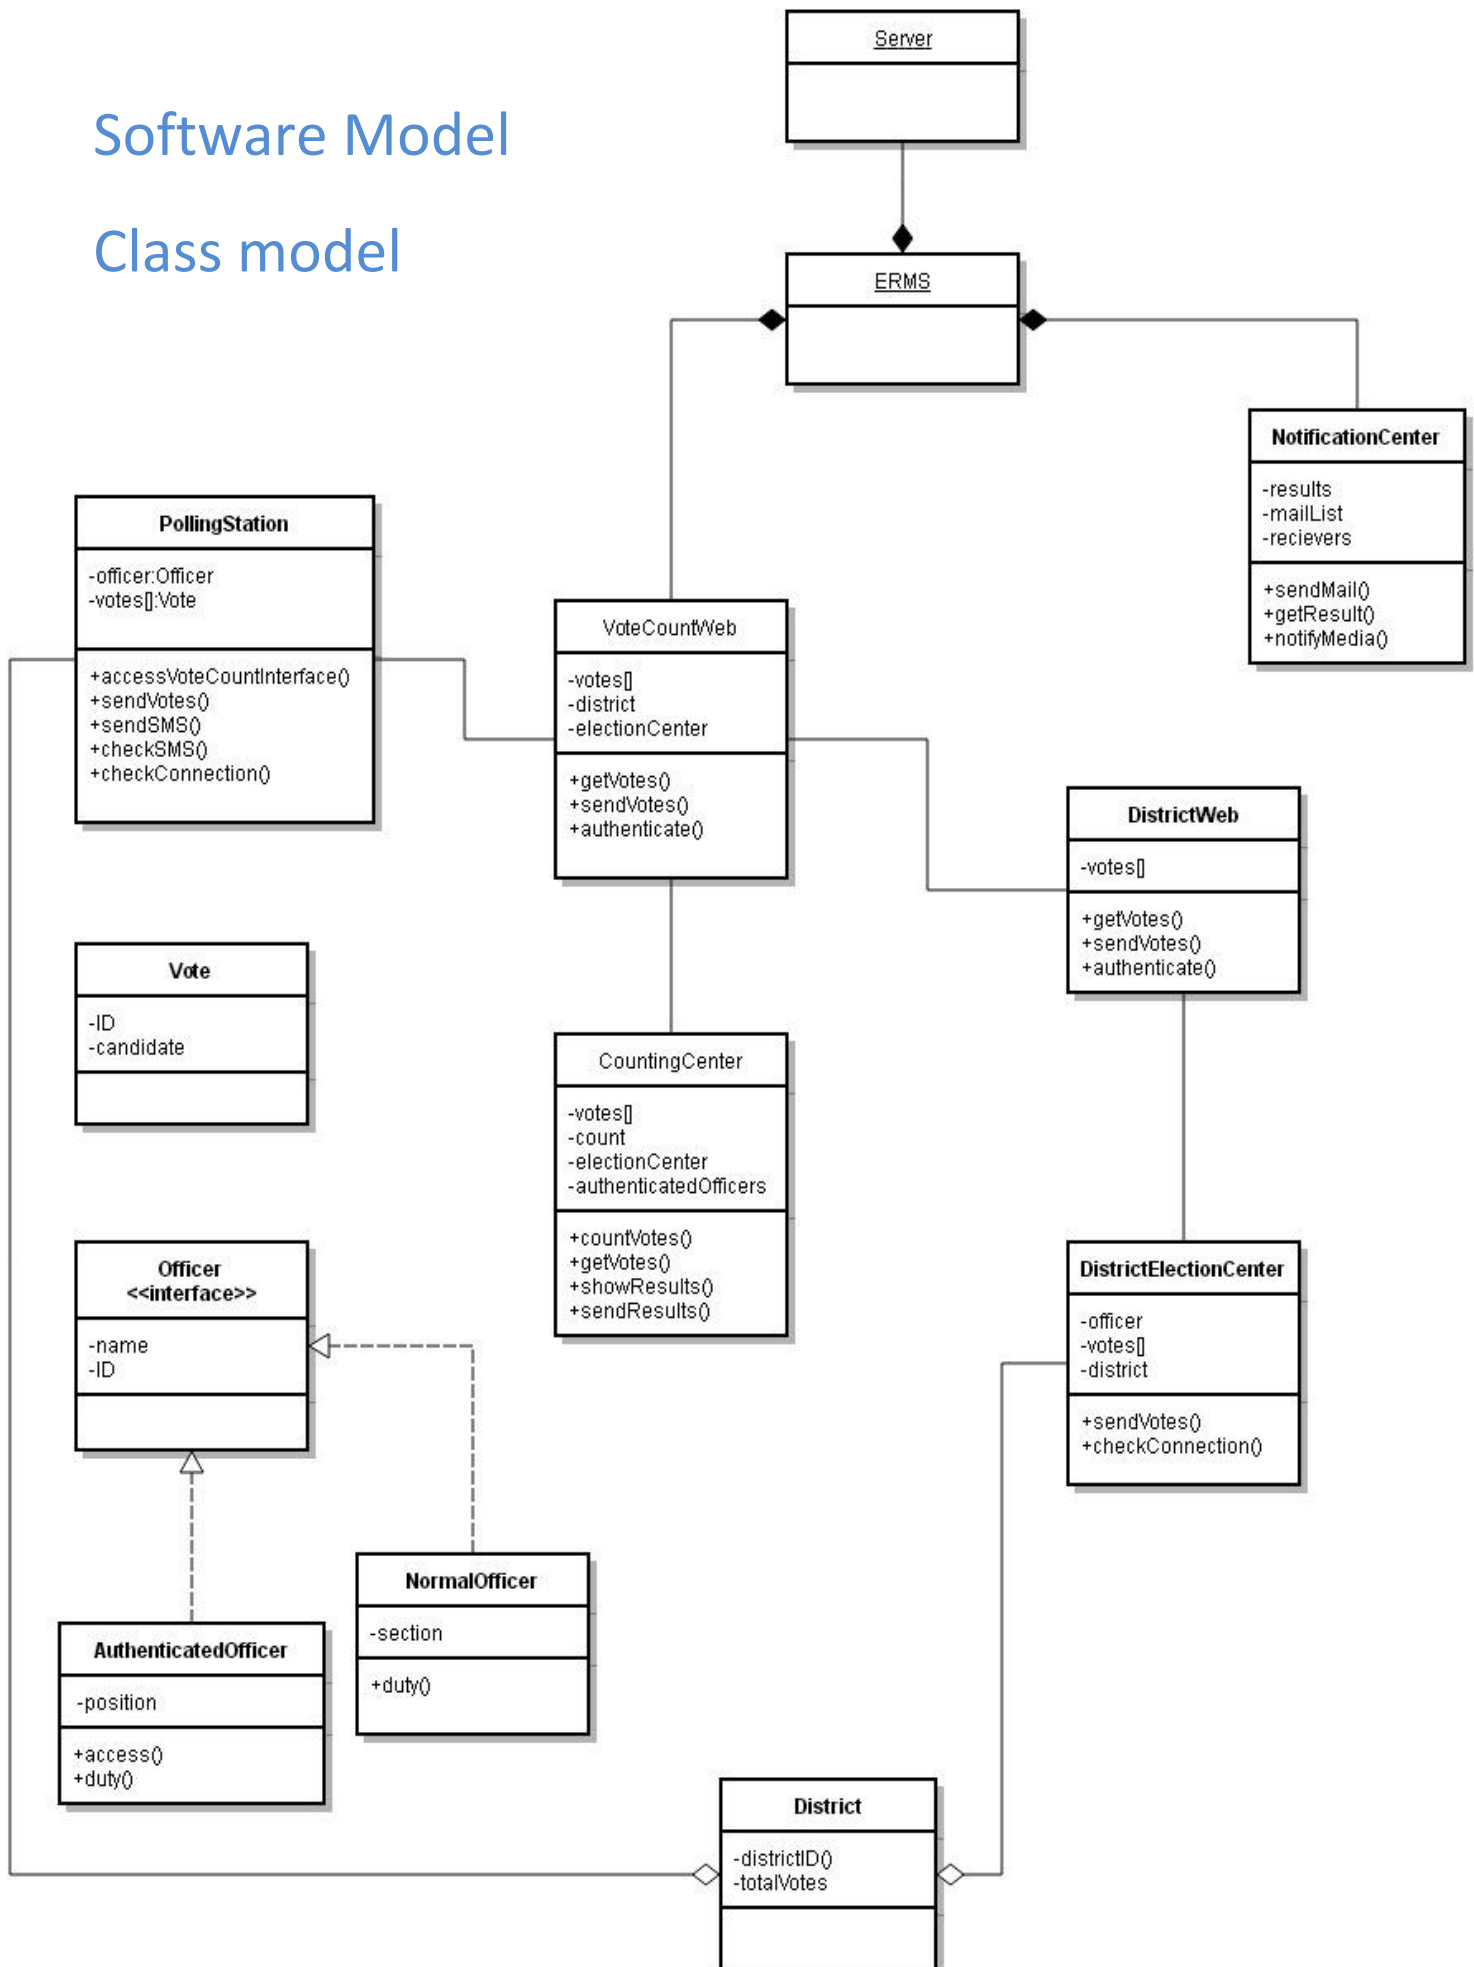 Software Model
Class model
Server
ERMS
NotificationCenter
-results
-mailList
-recievers
+sendMail()
+getResult()
+notifyMedia()
PollingStation
-officer:Officer
-votes[]:Vote
+accessVoteCountInterface()
+sendVotes()
+sendSMS()
+checkSMS()
+checkConnection()
VoteCountWeb
-votes[]
-district
-electionCenter
+getVotes()
+sendVotes()
+authenticate()
DistrictWeb
-votes[]
+getVotes()
+sendVotes()
+authenticate()
Vote
-ID
-candidate
CountingCenter
-votes[]
-count
-electionCenter
-authenticatedOfficers
+countVotes()
+getVotes()
+showResults()
+sendResults()
Officer
<<interface>>
-name
-ID
DistrictElectionCenter
-officer
-votes[]
-district
+sendVotes()
+checkConnection()
NormalOfficer
-section
+duty()
AuthenticatedOfficer
-position
+access()
+duty()
District
-districtID()
-totalVotes